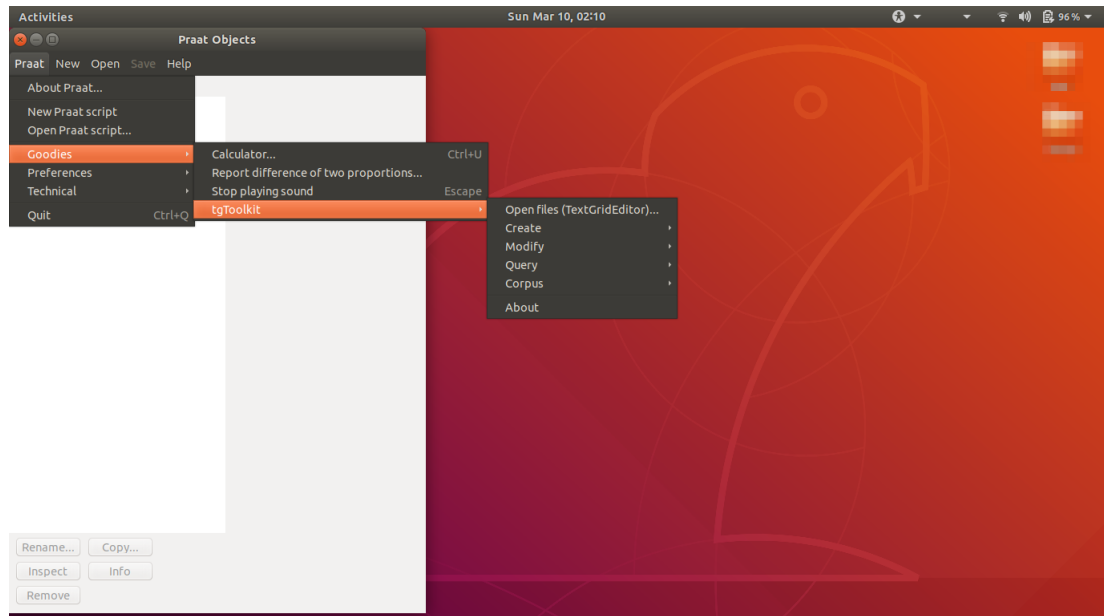 Activities Sun Mar 10, 02:10 96 %
Praat Objects
Praat New Open Save Help
About Praat...
New Praat script
Open Praat script...
Goodies
Preferences
Technical
Quit Ctrl+Q
Calculator... Ctrl+U
Report difference of two proportions...
Stop playing sound Escape
tgToolkit
Open files (TextGridEditor)...
Create
Modify
Query
Corpus
About
Rename... Copy...
Inspect Info
Remove